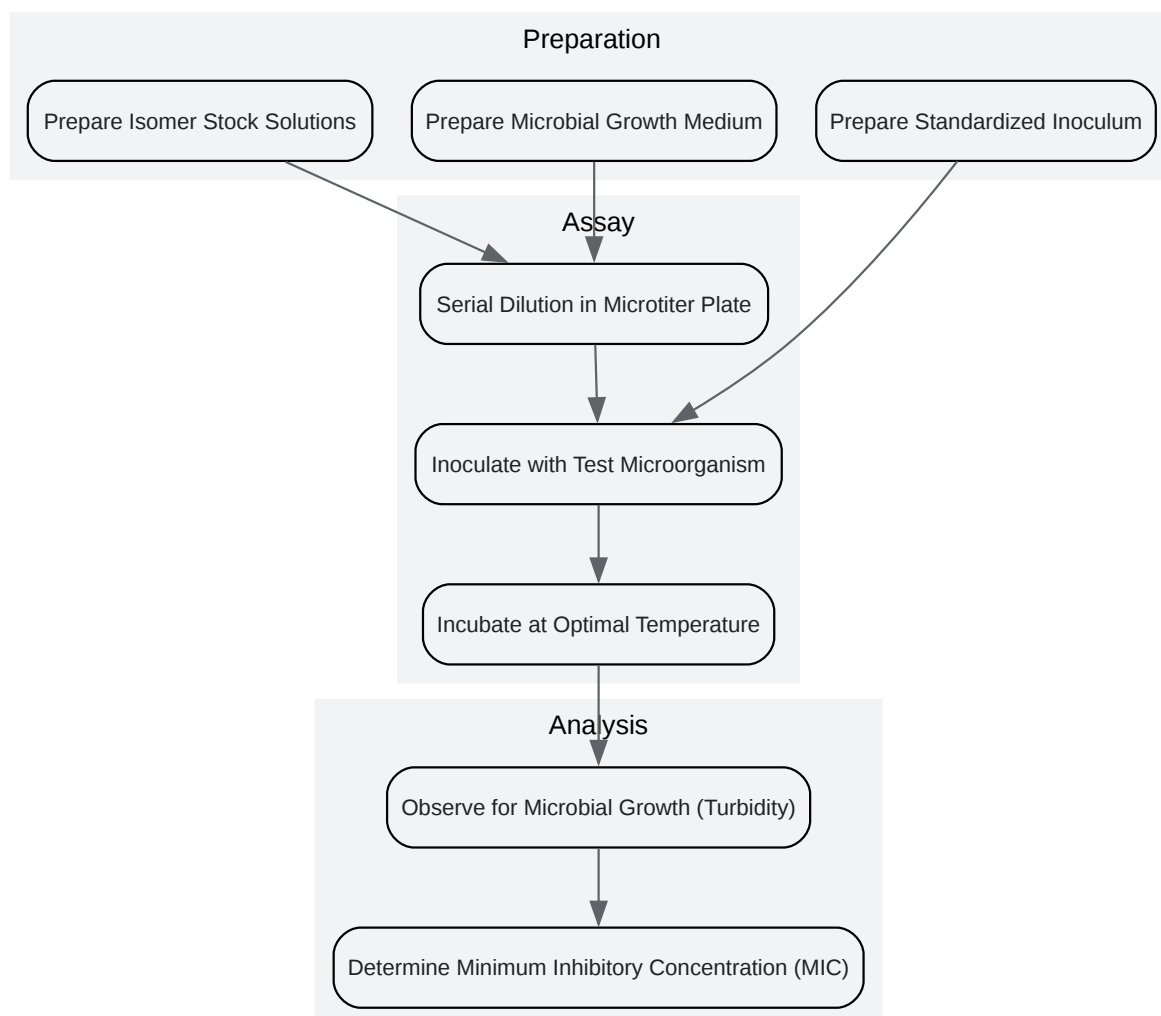 Preparation
Prepare Isomer Stock Solutions
Prepare Microbial Growth Medium
Prepare Standardized Inoculum
Assay
Serial Dilution in Microtiter Plate
Inoculate with Test Microorganism
Incubate at Optimal Temperature
Analysis
Observe for Microbial Growth (Turbidity)
Determine Minimum Inhibitory Concentration (MIC)